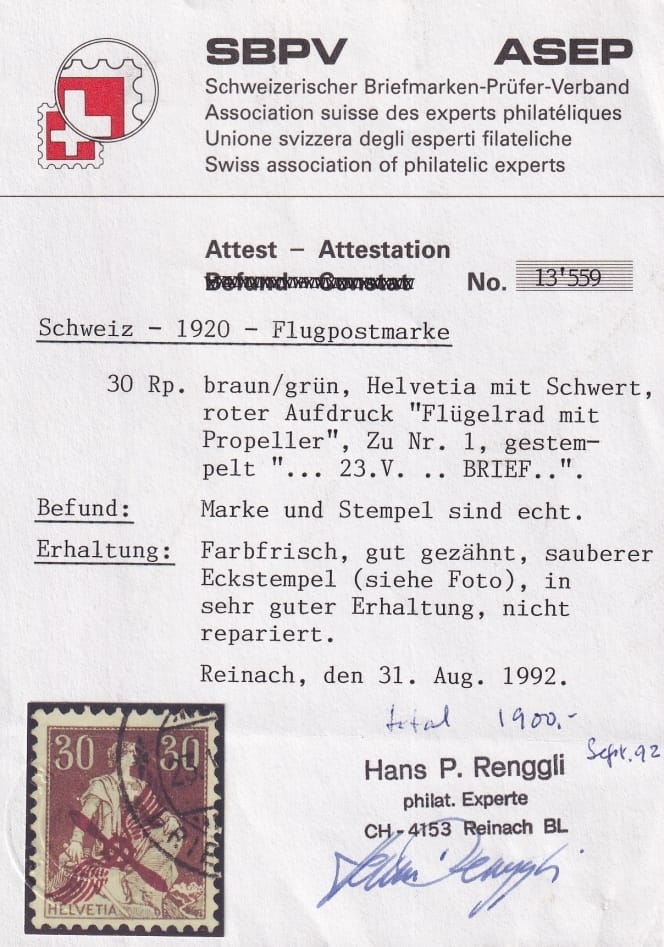 SBPV ASEP
Schweizerischer Briefmarken-Prüfer-Verband
Association suisse des experts philatéliques
Unione svizzera degli esperti filateliche
Swiss association of philatelic experts
Attest – Attestation
Befund – Constat No. 13'559
Schweiz - 1920 - Flugpostmarke
30 Rp. braun/grün, Helvetia mit Schwert,
roter Aufdruck "Flügelrad mit
Propeller", Zu Nr. 1, gestem-
pelt "... 23.V. .. BRIEF..".
Befund: Marke und Stempel sind echt.
Erhaltung: Farbfrisch, gut gezähnt, sauberer
Eckstempel (siehe Foto), in
sehr guter Erhaltung, nicht
repariert.
Reinach, den 31. Aug. 1992.
total 1900.-
Sept. 92
Hans P. Renggli
philat. Experte
CH-4153 Reinach BL
Hans Renggli
30 30
HELVETIA